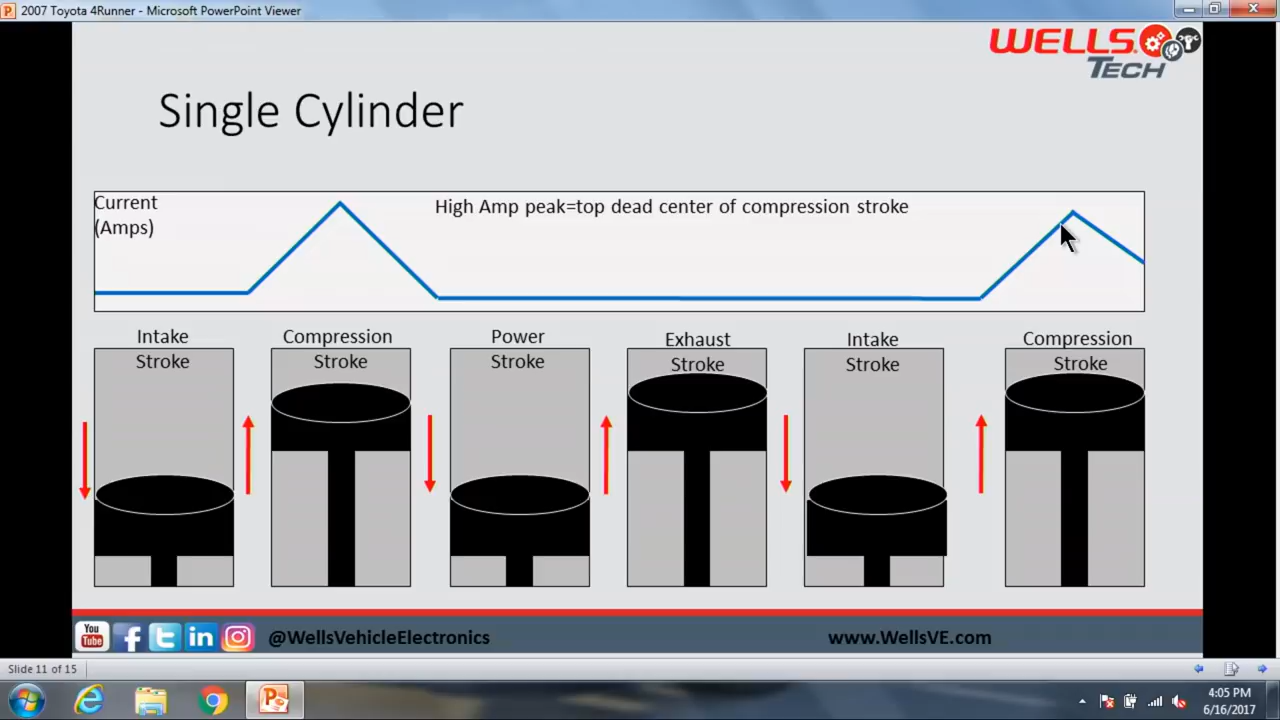 2007 Toyota 4Runner - Microsoft PowerPoint Viewer
WELLS
TECH
Single Cylinder
Current
(Amps)
High Amp peak=top dead center of compression stroke
Intake
Stroke
Compression
Stroke
Power
Stroke
Exhaust
Stroke
Intake
Stroke
Compression
Stroke
You
Tube
@WellsVehicleElectronics
www.WellsVE.com
Slide 11 of 15
4:05 PM
6/16/2017